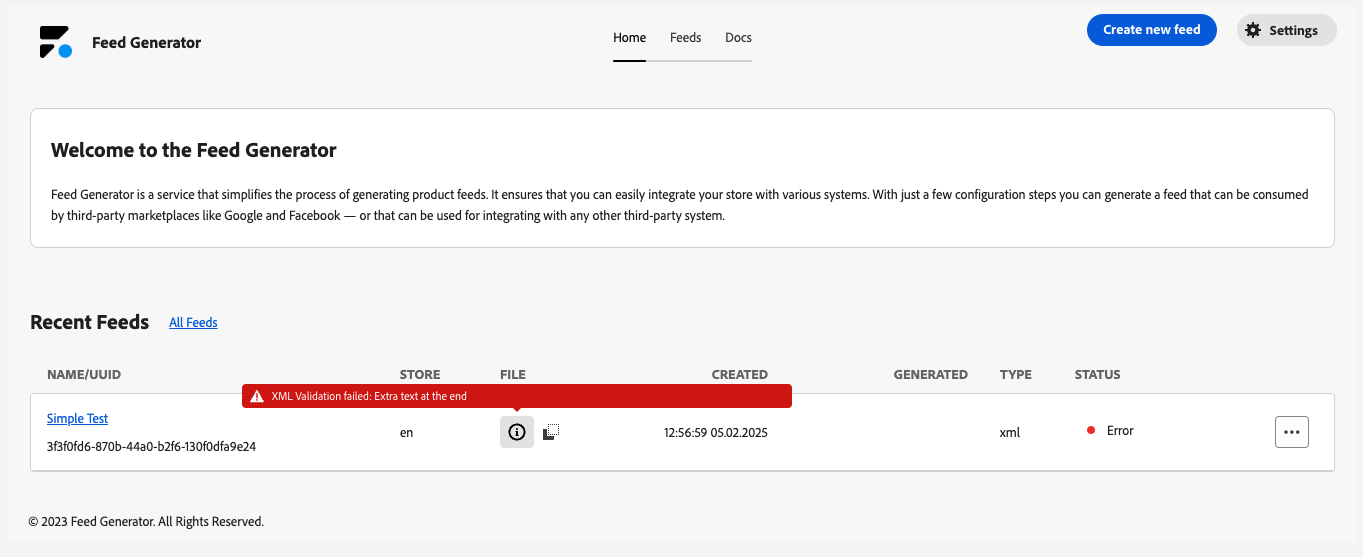 Feed Generator
Home Feeds Docs
Create new feed
Settings
Welcome to the Feed Generator
Feed Generator is a service that simplifies the process of generating product feeds. It ensures that you can easily integrate your store with various systems. With just a few configuration steps you can generate a feed that can be consumed
by third-party marketplaces like Google and Facebook — or that can be used for integrating with any other third-party system.
Recent Feeds All Feeds
NAME/UUID STORE FILE CREATED GENERATED TYPE STATUS
XML Validation failed: Extra text at the end
Simple Test
3f3f0fd6-870b-44a0-b2f6-130f0dfa9e24
en 12:56:59 05.02.2025 xml Error
© 2023 Feed Generator. All Rights Reserved.